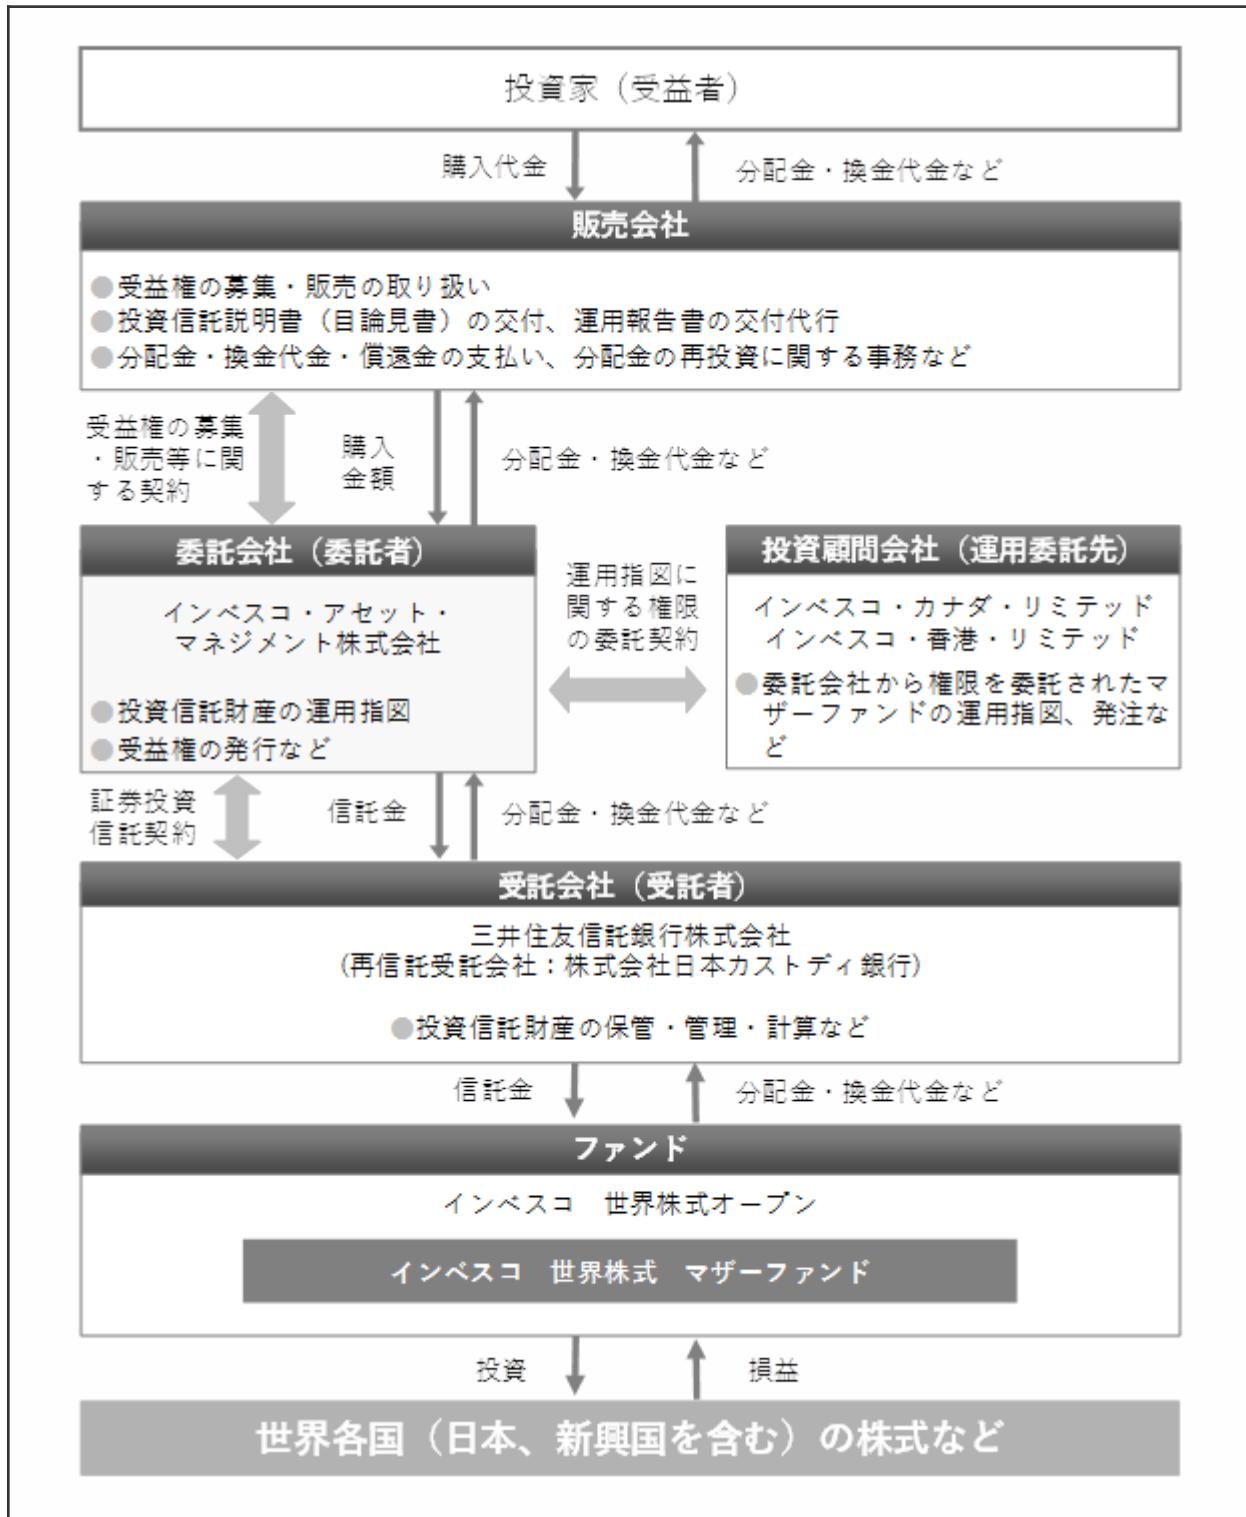 投資家（受益者）
購入代金
分配金・換金代金など
販売会社
●受益権の募集・販売の取り扱い
●投資信託説明書（目論見書）の交付、運用報告書の交付代行
●分配金・換金代金・償還金の支払い、分配金の再投資に関する事務など
受益権の募集
・販売等に関
する契約
購入
金額
分配金・換金代金など
委託会社（委託者）
インベスコ・アセット・
マネジメント株式会社
●投資信託財産の運用指図
●受益権の発行など
運用指図に
関する権限
の委託契約
投資顧問会社（運用委託先）
インベスコ・カナダ・リミテッド
インベスコ・香港・リミテッド
●委託会社から権限を委託されたマ
ザーファンドの運用指図、発注な
ど
証券投資
信託契約
信託金
分配金・換金代金など
受託会社（受託者）
三井住友信託銀行株式会社
(再信託受託会社：株式会社日本カストディ銀行)
●投資信託財産の保管・管理・計算など
信託金
分配金・換金代金など
ファンド
インベスコ　世界株式オープン
インベスコ　世界株式　マザーファンド
投資
損益
世界各国（日本、新興国を含む）の株式など